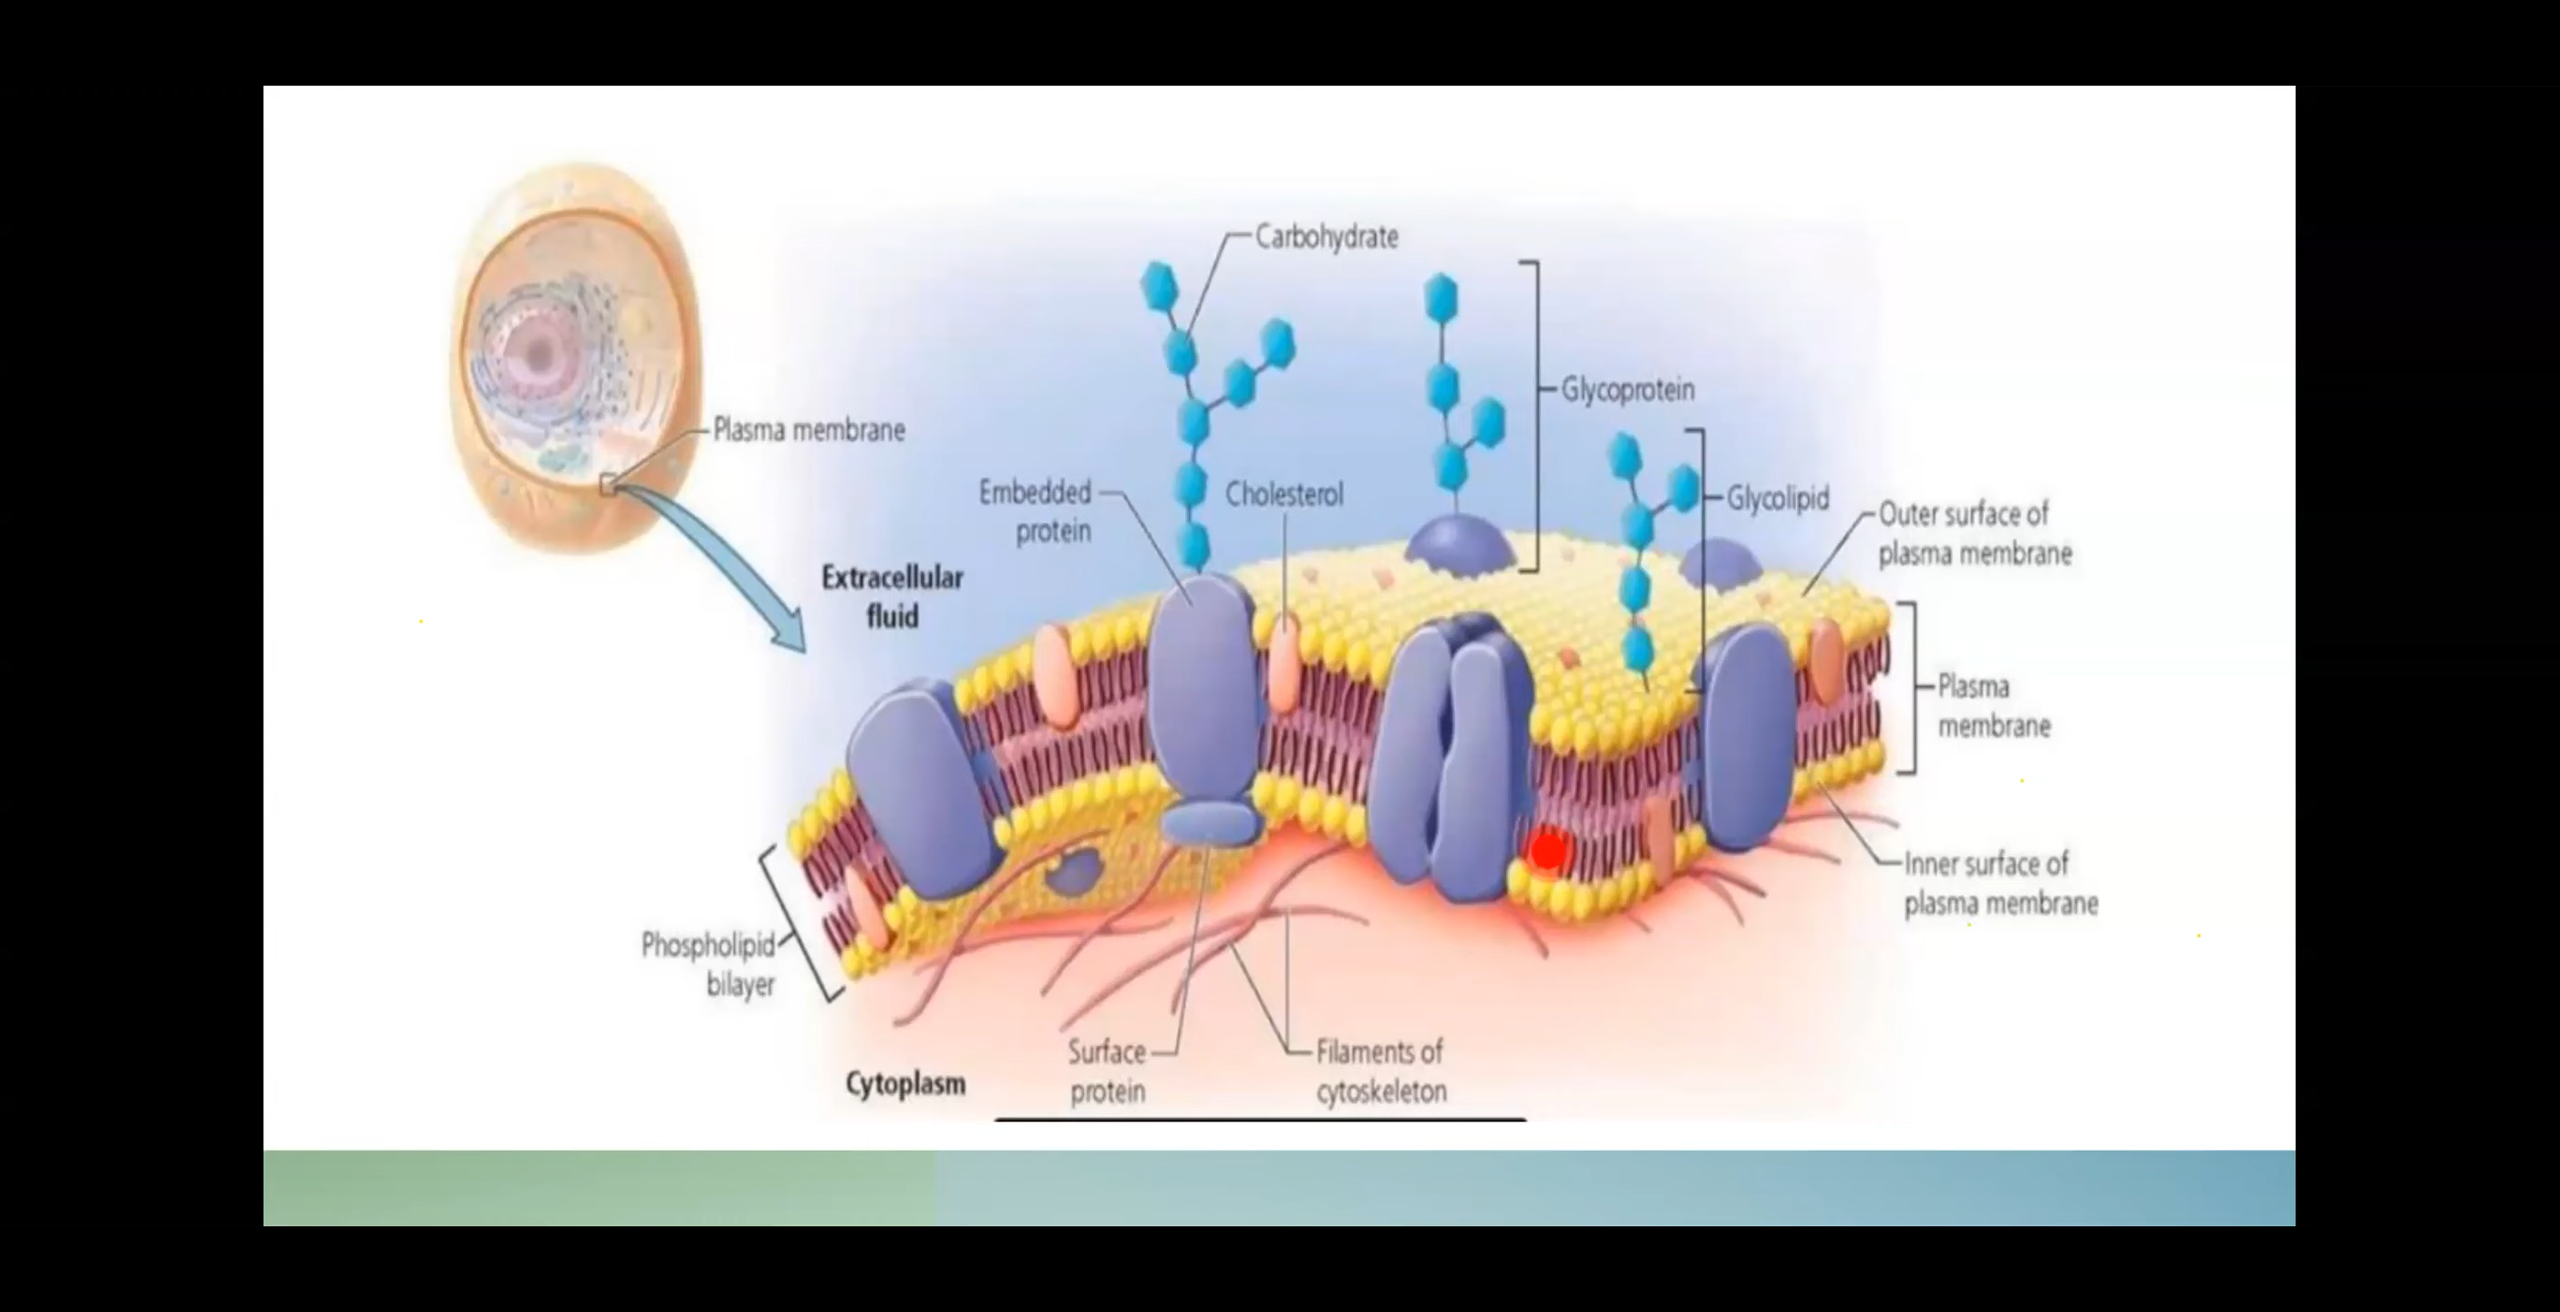 Carbohydrate
Glycoprotein
Plasma membrane
Embedded
protein
Cholesterol
Glycolipid
Outer surface of
plasma membrane
Extracellular
fluid
Plasma
membrane
Inner surface of
plasma membrane
Phospholipid
bilayer
Surface
protein
Filaments of
cytoskeleton
Cytoplasm